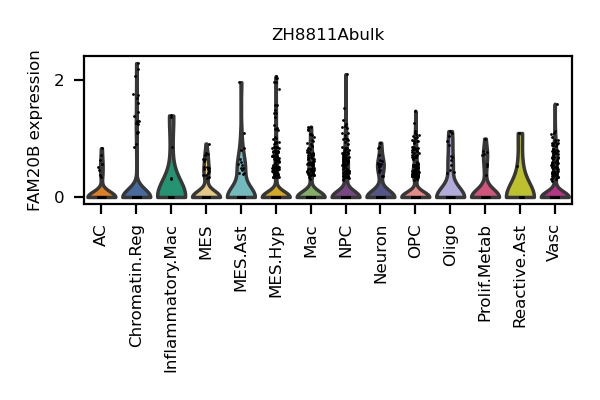 ZH8811Abulk
FAM20B expression
2
0
AC
Chromatin.Reg
Inflammatory.Mac
MES
MES.Ast
MES.Hyp
Mac
NPC
Neuron
OPC
Oligo
Prolif.Metab
Reactive.Ast
Vasc